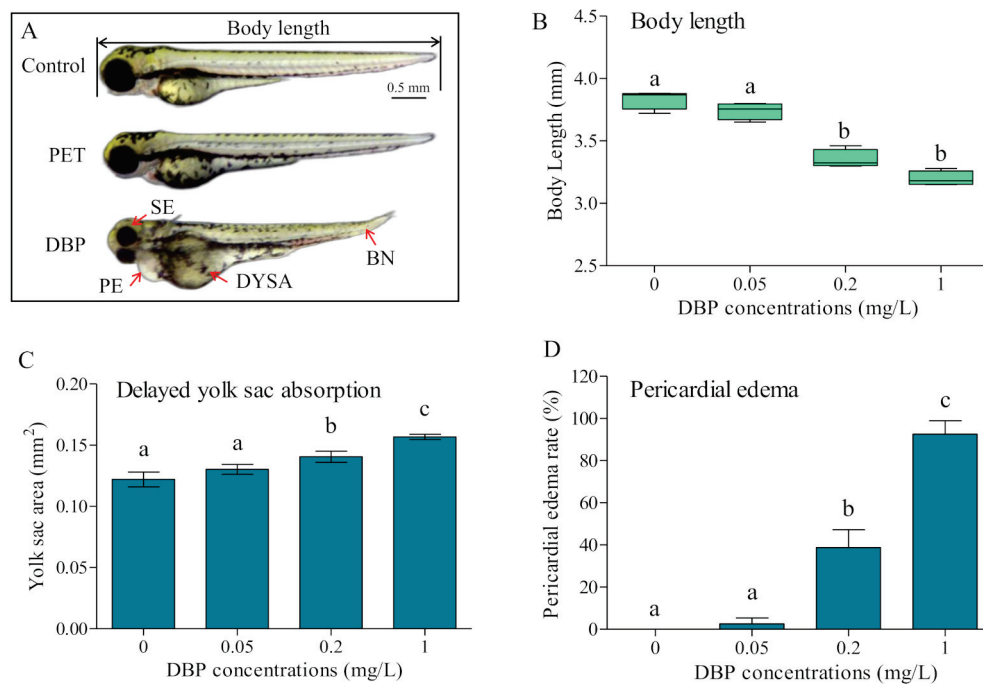 A
Body length
Control
0.5 mm
PET
SE
DBP
BN
PE
DYSA
B
Body length
4.5
4.0
3.5
3.0
2.5
Body Length (mm)
a
a
b
b
0
0.05
0.2
1
DBP concentrations (mg/L)
C
Delayed yolk sac absorption
0.20
0.15
0.10
0.05
0.00
Yolk sac area (mm²)
a
a
b
c
0
0.05
0.2
1
DBP concentrations (mg/L)
D
Pericardial edema
120
100
80
60
40
20
0
Pericardial edema rate (%)
a
a
b
c
0
0.05
0.2
1
DBP concentrations (mg/L)